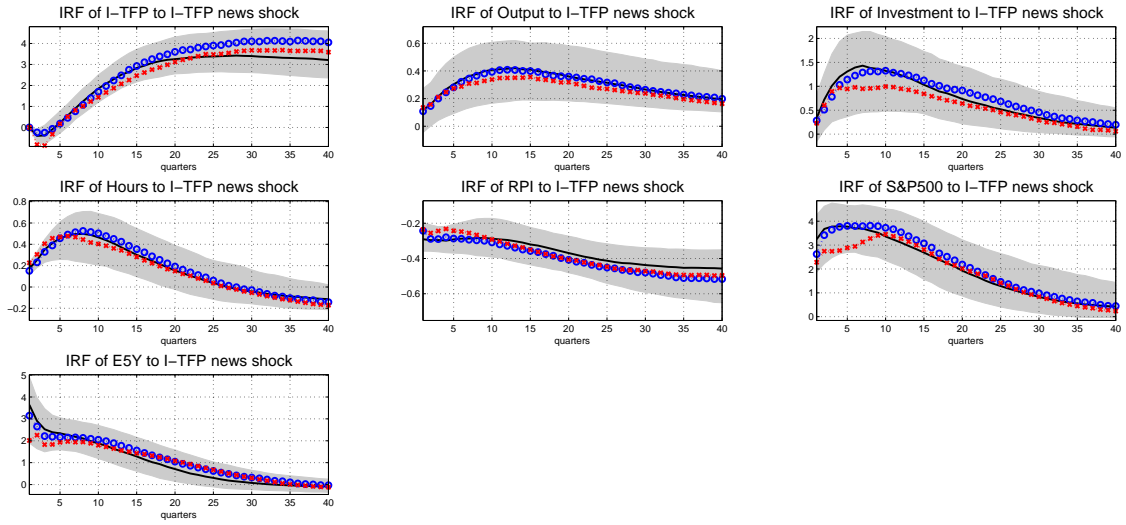 IRF of I−TFP to I−TFP news shock
IRF of Output to I−TFP news shock
IRF of Investment to I−TFP news shock
4
3
2
1
0
5 10 15 20 25 30 35 40
quarters
0.6
0.4
0.2
0
5 10 15 20 25 30 35 40
quarters
2
1.5
1
0.5
0
5 10 15 20 25 30 35 40
quarters
IRF of Hours to I−TFP news shock
IRF of RPI to I−TFP news shock
IRF of S&P500 to I−TFP news shock
0.8
0.6
0.4
0.2
0
−0.2
5 10 15 20 25 30 35 40
quarters
−0.2
−0.4
−0.6
5 10 15 20 25 30 35 40
quarters
4
3
2
1
0
5 10 15 20 25 30 35 40
quarters
IRF of E5Y to I−TFP news shock
5
4
3
2
1
0
5 10 15 20 25 30 35 40
quarters